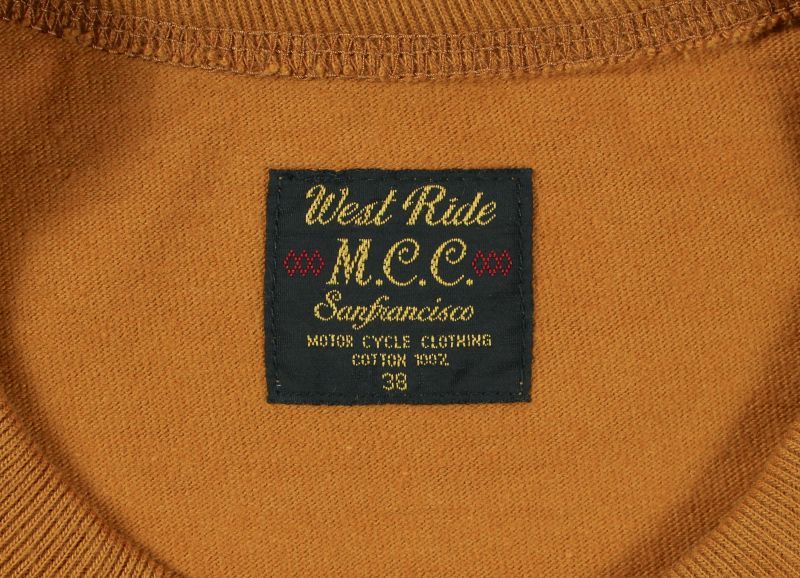 West Ride
M.C.C.
Sanfrancisco
MOTOR CYCLE CLOTHING
COTTON 100%
38